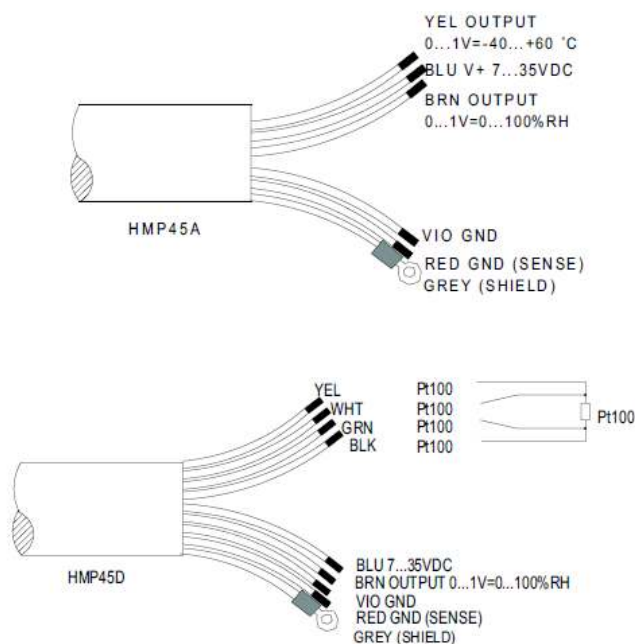 YEL OUTPUT
0...1V=-40...+60 °C
BLU V+ 7...35VDC
BRN OUTPUT
0...1V=0...100%RH
HMP45A
VIO GND
RED GND (SENSE)
GREY (SHIELD)
YEL
WHT
GRN
BLK
Pt100
Pt100
Pt100
Pt100
Pt100
HMP45D
BLU 7...35VDC
BRN OUTPUT 0...1V=0...100%RH
VIO GND
RED GND (SENSE)
GREY (SHIELD)